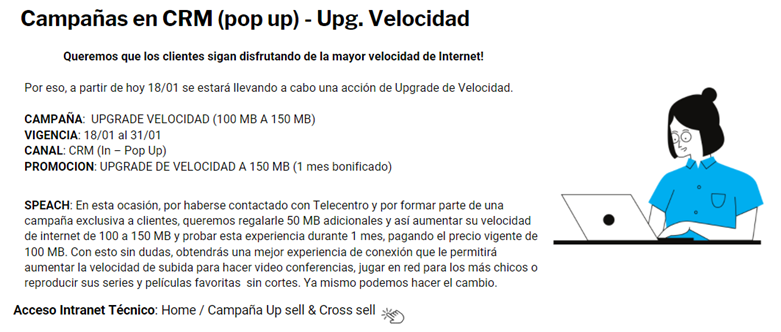 Campañas en CRM (pop up) - Upg. Velocidad
Queremos que los clientes sigan disfrutando de la mayor velocidad de Internet!
Por eso, a partir de hoy 18/01 se estará llevando a cabo una acción de Upgrade de Velocidad.
CAMPAÑA: UPGRADE VELOCIDAD (100 MB A 150 MB)
VIGENCIA: 18/01 al 31/01
CANAL: CRM (In – Pop Up)
PROMOCION: UPGRADE DE VELOCIDAD A 150 MB (1 mes bonificado)
SPEACH: En esta ocasión, por haberse contactado con Telecentro y por formar parte de una
campaña exclusiva a clientes, queremos regalarle 50 MB adicionales y así aumentar su velocidad
de internet de 100 a 150 MB y probar esta experiencia durante 1 mes, pagando el precio vigente de
100 MB. Con esto sin dudas, obtendrás una mejor experiencia de conexión que le permitirá
aumentar la velocidad de subida para hacer video conferencias, jugar en red para los más chicos o
reproducir sus series y películas favoritas sin cortes. Ya mismo podemos hacer el cambio.
Acceso Intranet Técnico: Home / Campaña Up sell & Cross sell